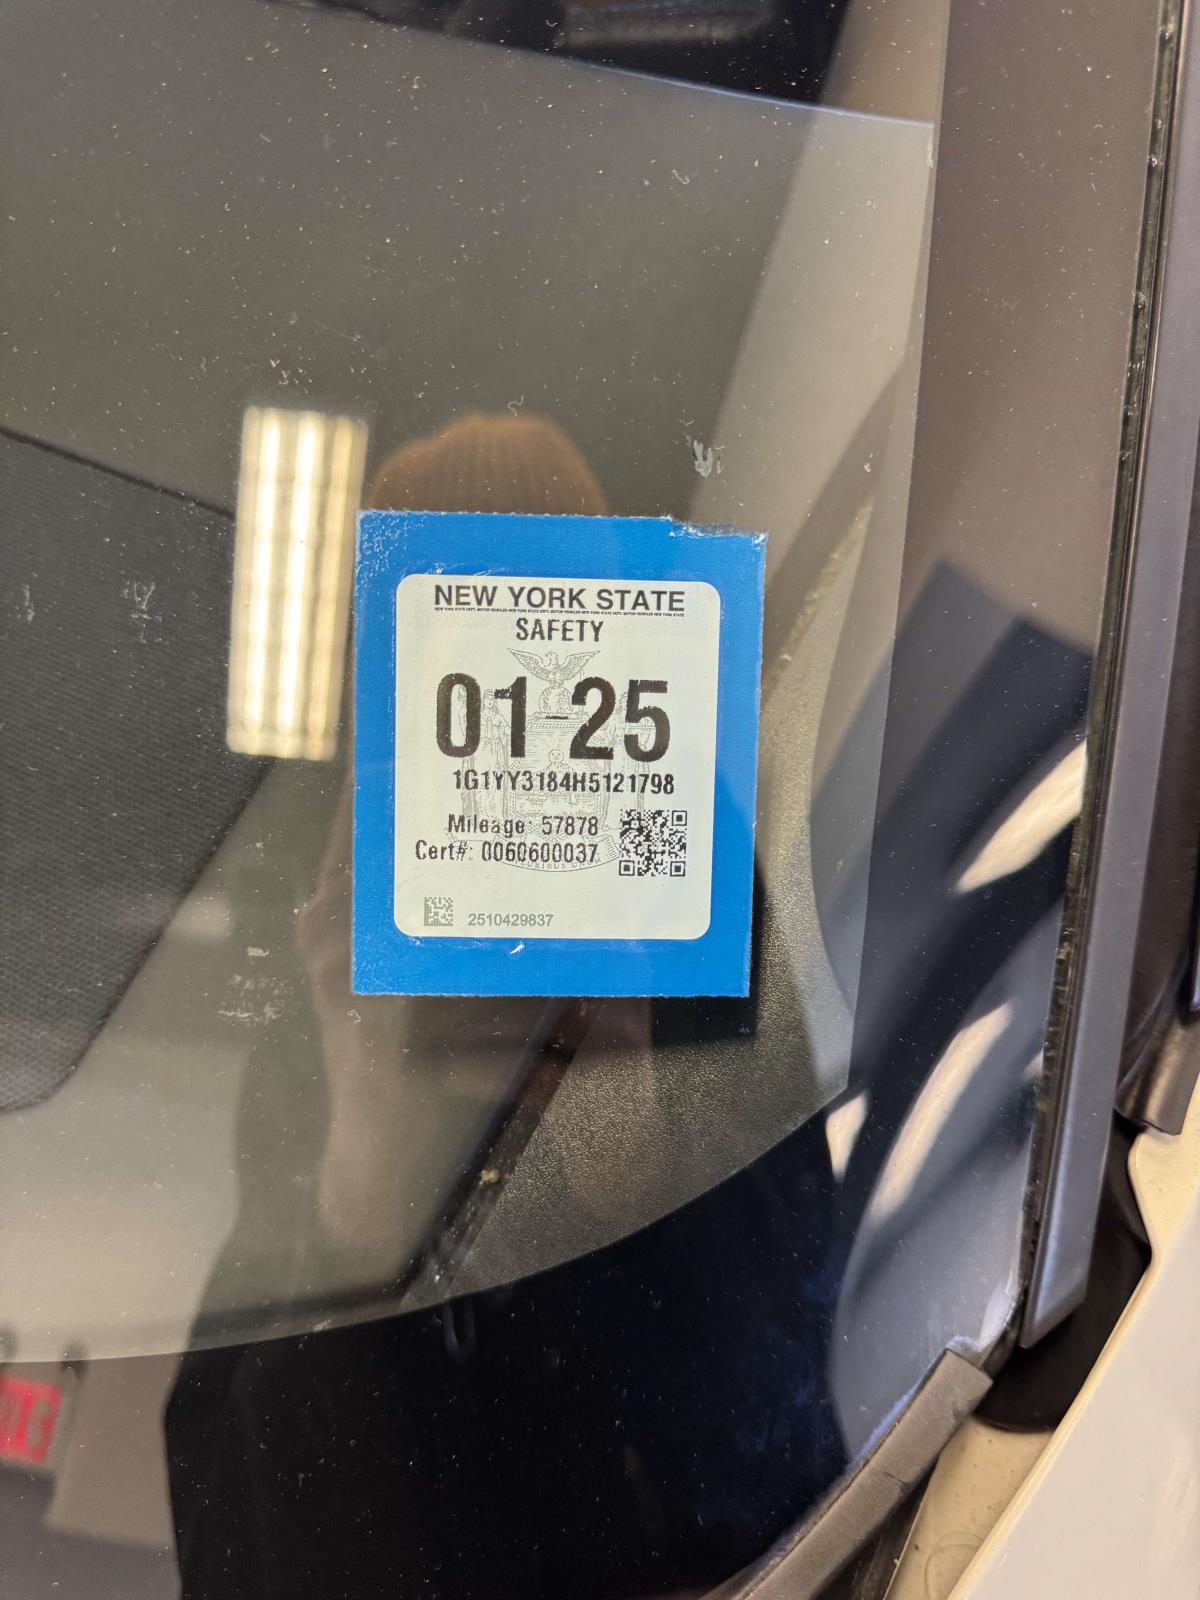 NEW YORK STATE
SAFETY
01-25
1G1YY3184H5121798
Mileage: 57878
Cert#: 0060600037
2510429837